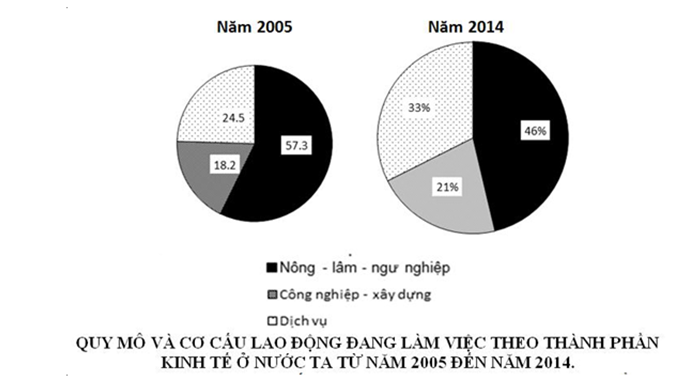 Năm 2005 Năm 2014
24.5 57.3 18.2
33% 46% 21%
Nông - lâm - ngư nghiệp
Công nghiệp - xây dựng
Dịch vụ
QUY MÔ VÀ CƠ CẤU LAO ĐỘNG ĐANG LÀM VIỆC THEO THÀNH PHẦN
KINH TẾ Ở NƯỚC TA TỪ NĂM 2005 ĐẾN NĂM 2014.